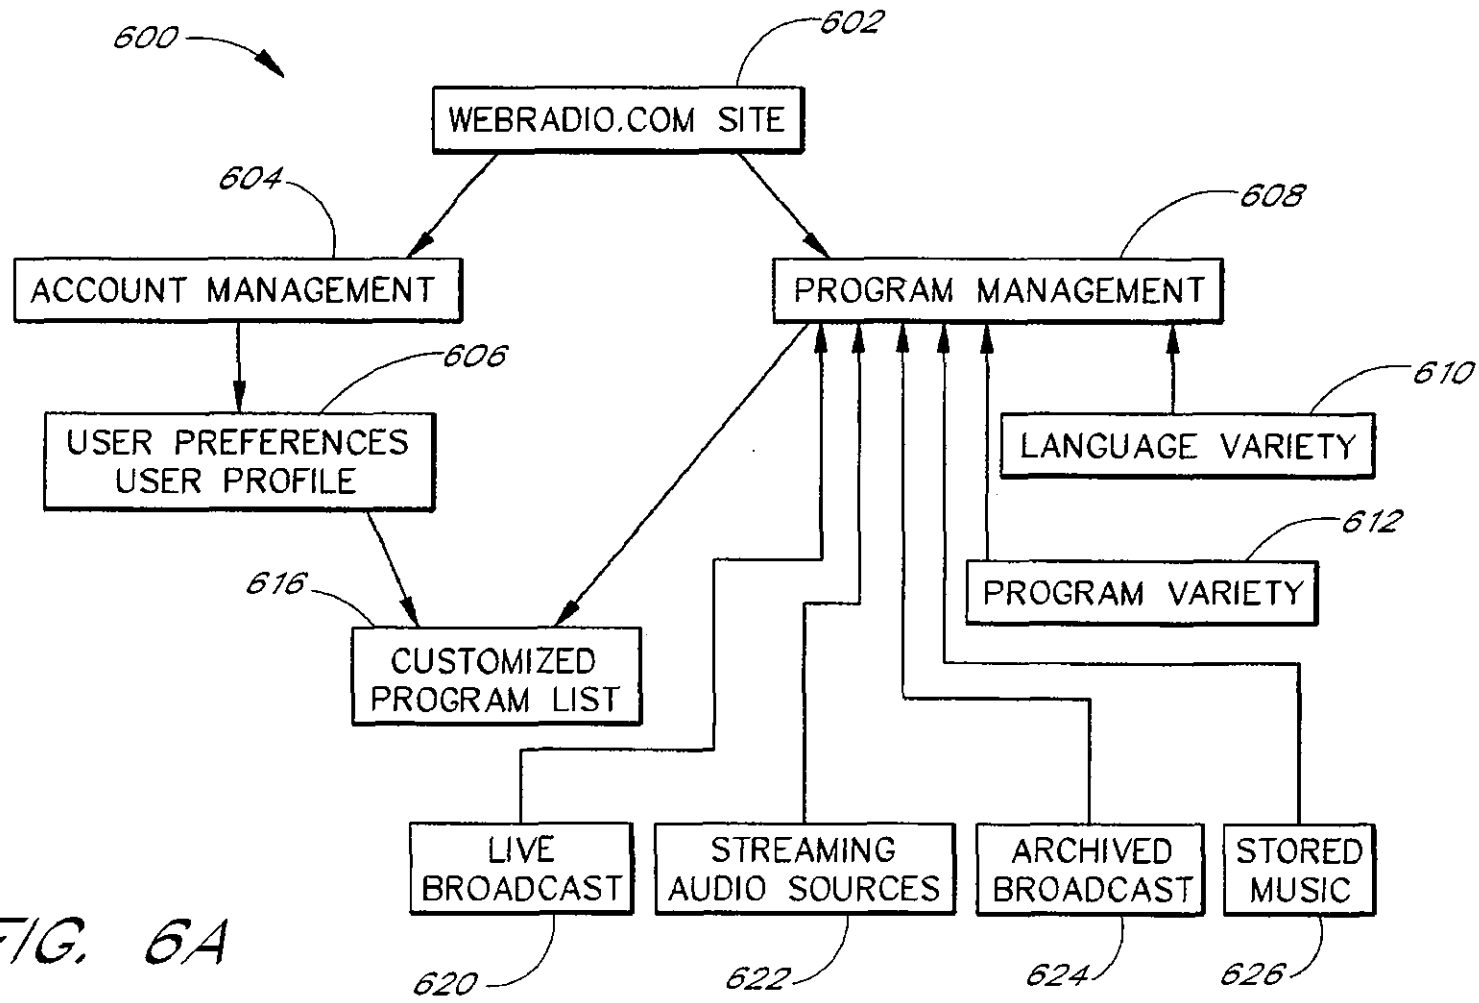 600
602
WEBRADIO.COM SITE
604
608
ACCOUNT MANAGEMENT
PROGRAM MANAGEMENT
606
610
USER PREFERENCES
USER PROFILE
LANGUAGE VARIETY
612
616
PROGRAM VARIETY
CUSTOMIZED
PROGRAM LIST
LIVE
BROADCAST
STREAMING
AUDIO SOURCES
ARCHIVED
BROADCAST
STORED
MUSIC
620
622
624
626
FIG. 6A